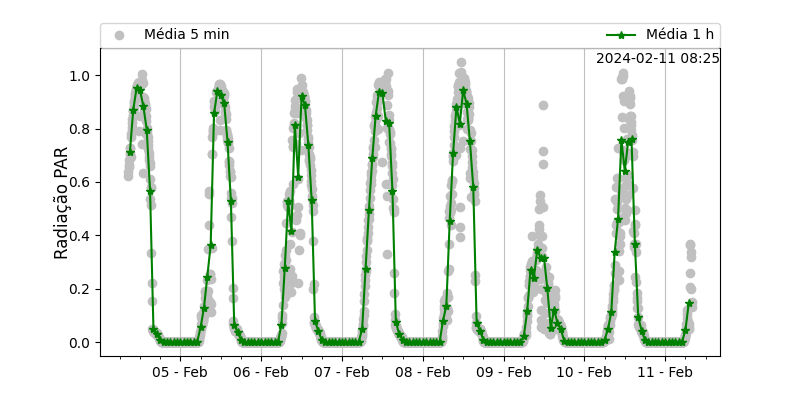 Média 5 min
Média 1 h
2024-02-11 08:25
Radiação PAR
1.0
0.8
0.6
0.4
0.2
0.0
05 - Feb
06 - Feb
07 - Feb
08 - Feb
09 - Feb
10 - Feb
11 - Feb